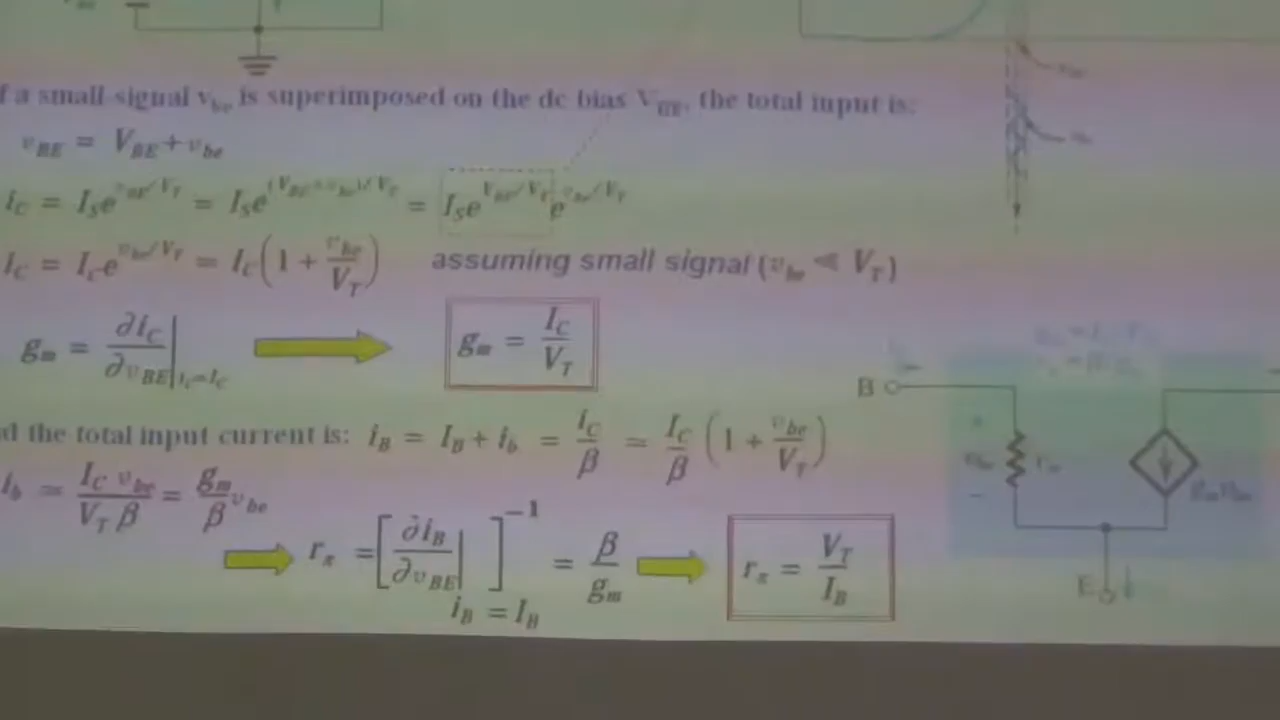 f a small signal v_be is superimposed on the dc bias V_BE, the total input is:
v_BE = V_BE + v_be
i_C = I_S e^(v_BE/V_T) = I_S e^((V_BE+v_be)/V_T) = I_S e^(V_BE/V_T) e^(v_be/V_T)
I_C = I_C e^(v_be/V_T) = I_C (1 + v_be/V_T) assuming small signal (v_be ≪ V_T)
g_m = ∂i_C/∂v_BE | i_C=I_C
g_m = I_C/V_T
B
d the total input current is: i_B = I_B + i_b = i_C/β = I_C/β (1 + v_be/V_T)
i_b = I_C v_be/V_T β = g_m/β v_be
r_π = [∂i_B/∂v_BE | ]^-1 = β/g_m
i_B = I_B
r_π = V_T/I_B
E